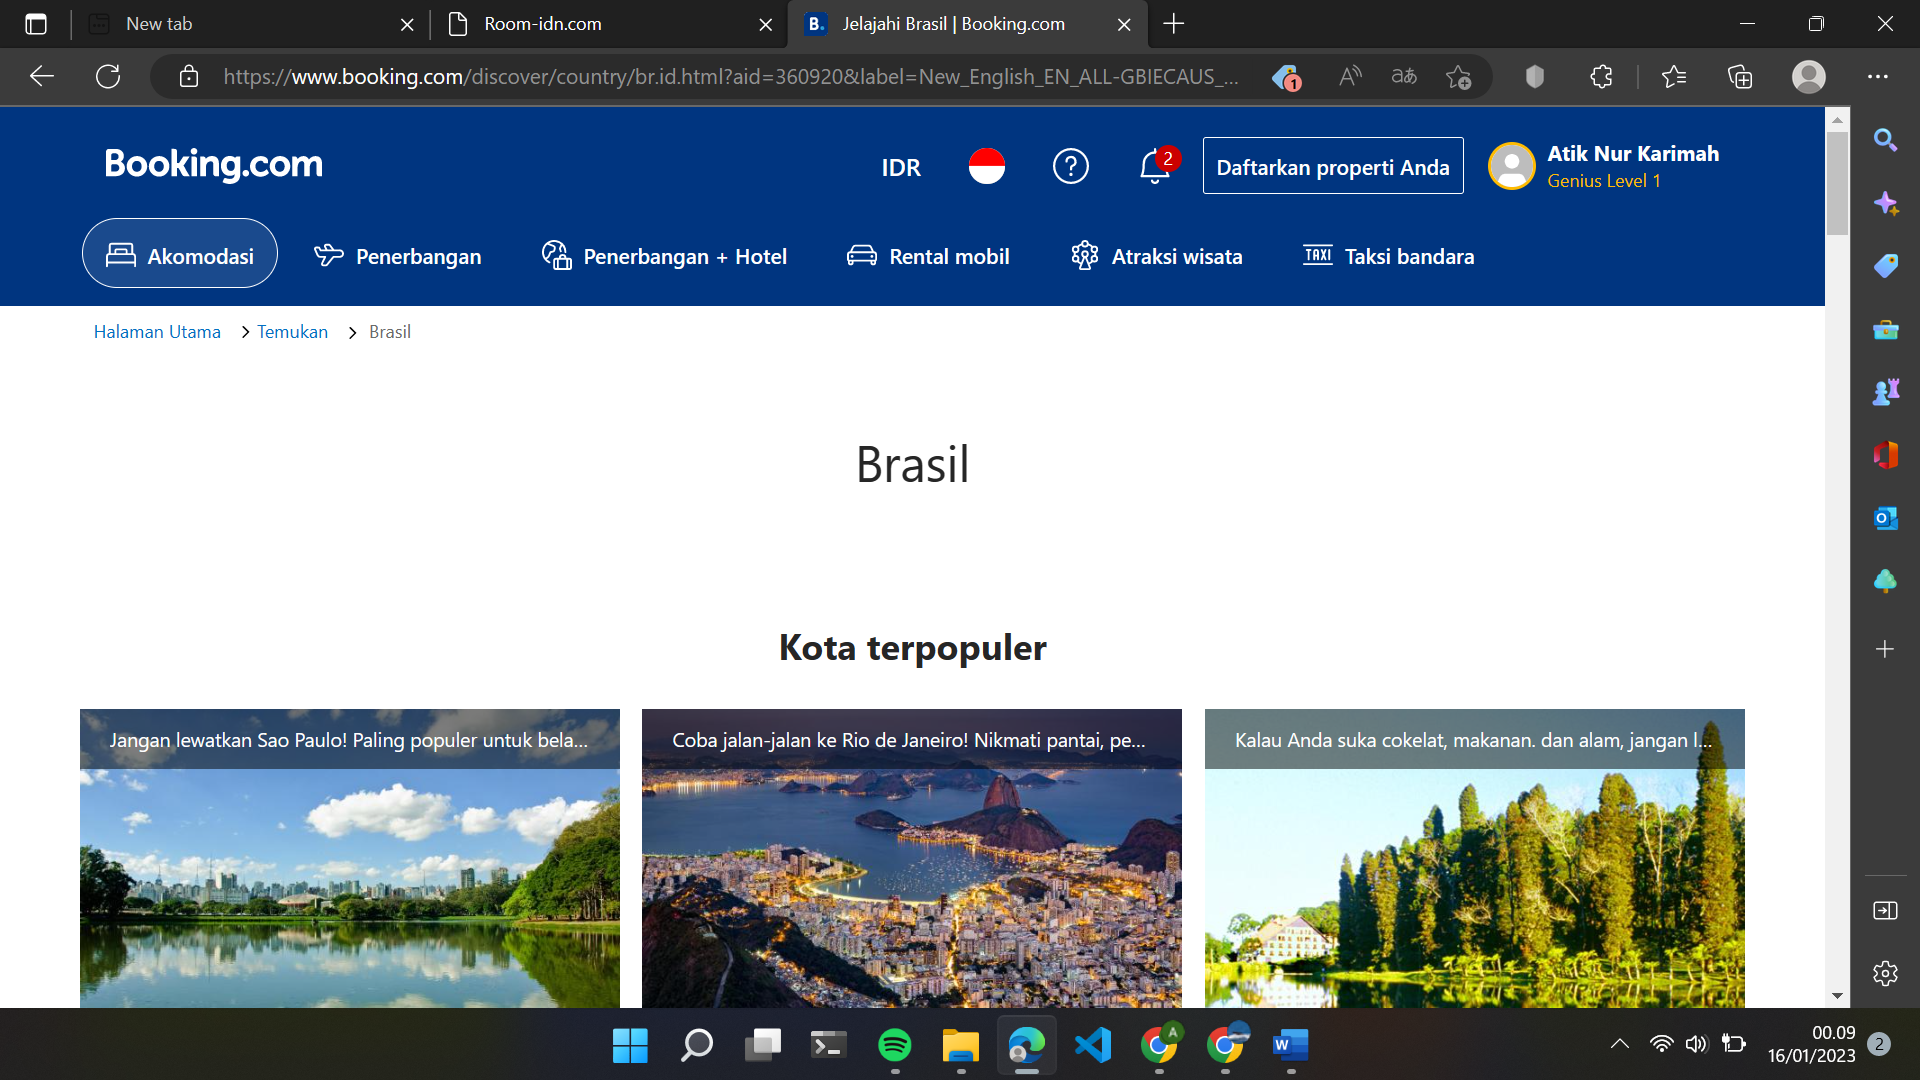 New tab
Room-idn.com
Jelajahi Brasil | Booking.com
https://www.booking.com/discover/country/br.id.html?aid=360920&label=New_English_EN_ALL-GBIECAUS_...
1
Booking.com
IDR
2
Daftarkan properti Anda
Atik Nur Karimah
Genius Level 1
Akomodasi
Penerbangan
Penerbangan + Hotel
Rental mobil
TAXI
Atraksi wisata
Taksi bandara
Halaman Utama > Temukan > Brasil
Brasil
Kota terpopuler
Jangan lewatkan Sao Paulo! Paling populer untuk bela...
Coba jalan-jalan ke Rio de Janeiro! Nikmati pantai, pe...
Kalau Anda suka cokelat, makanan. dan alam, jangan l...
00.09
16/01/2023
2